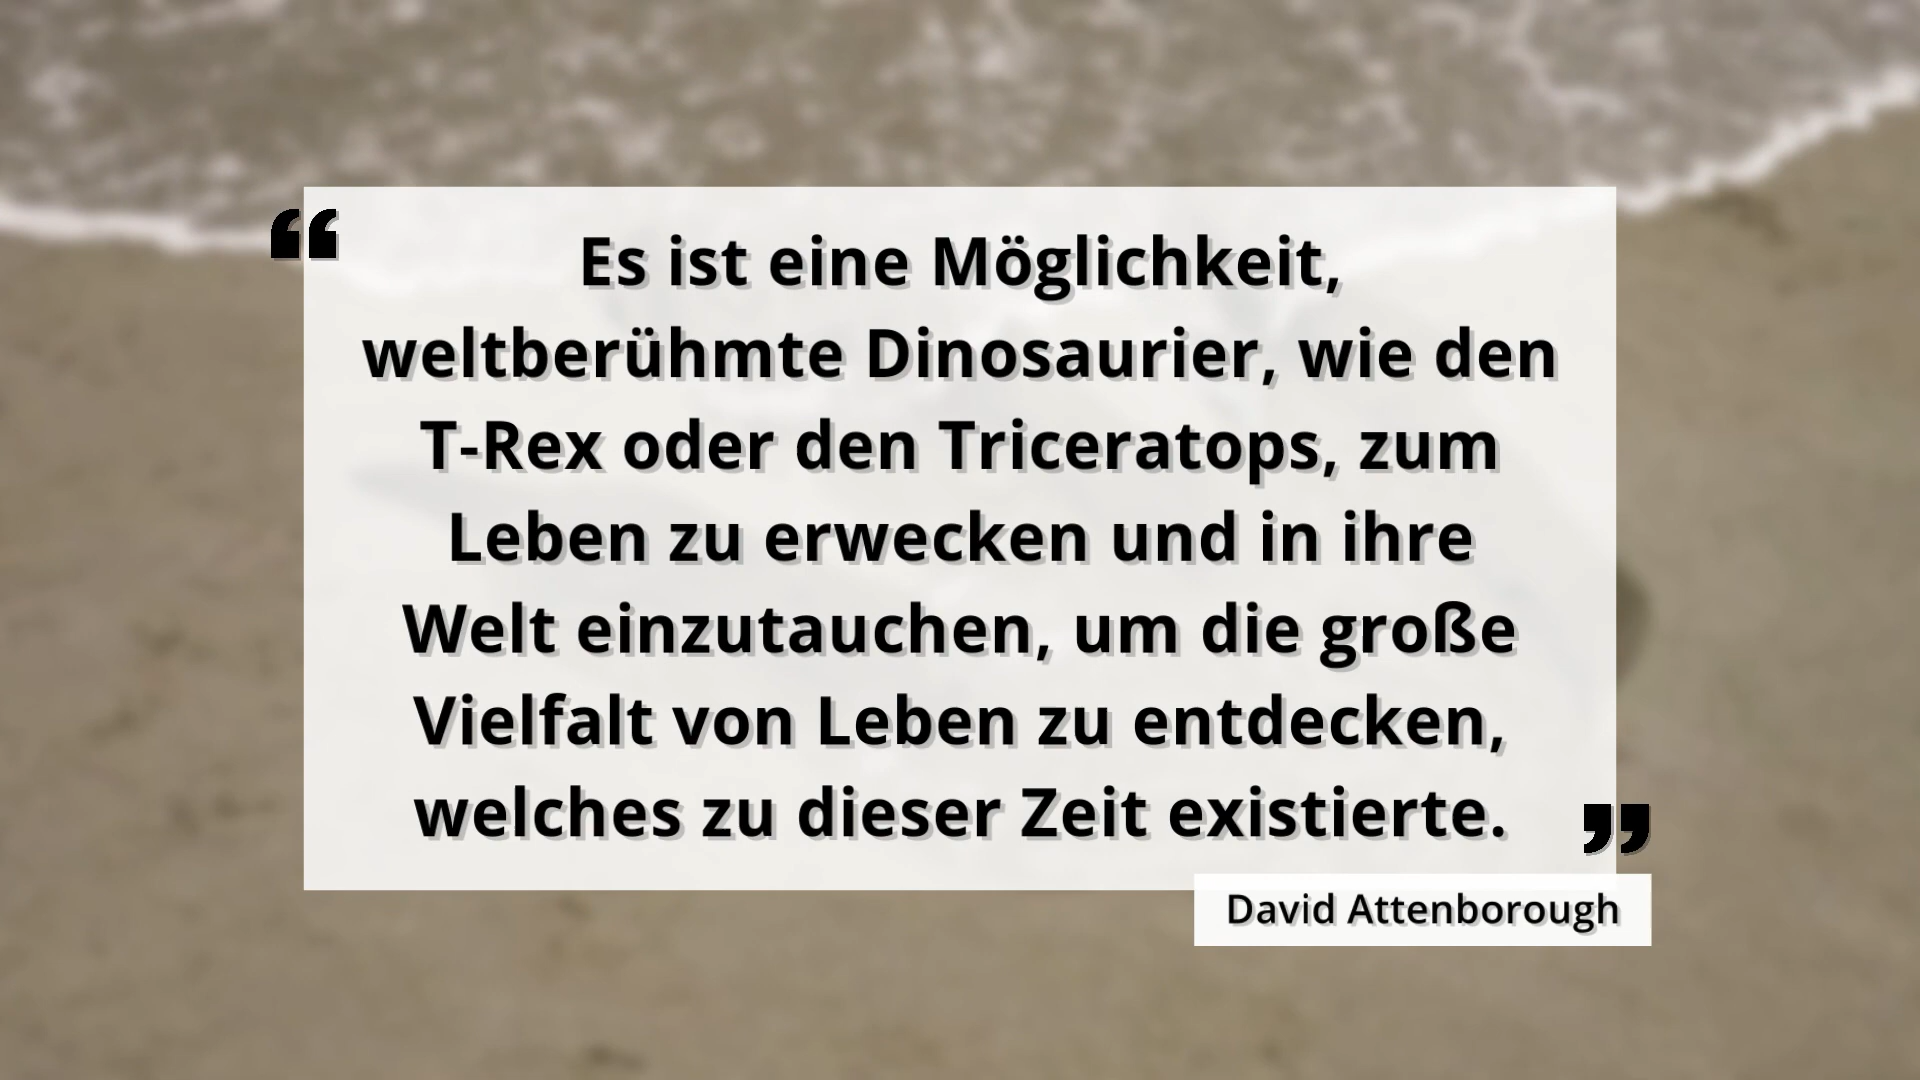 “
Es ist eine Möglichkeit,
weltberühmte Dinosaurier, wie den
T-Rex oder den Triceratops, zum
Leben zu erwecken und in ihre
Welt einzutauchen, um die große
Vielfalt von Leben zu entdecken,
welches zu dieser Zeit existierte.
”
David Attenborough